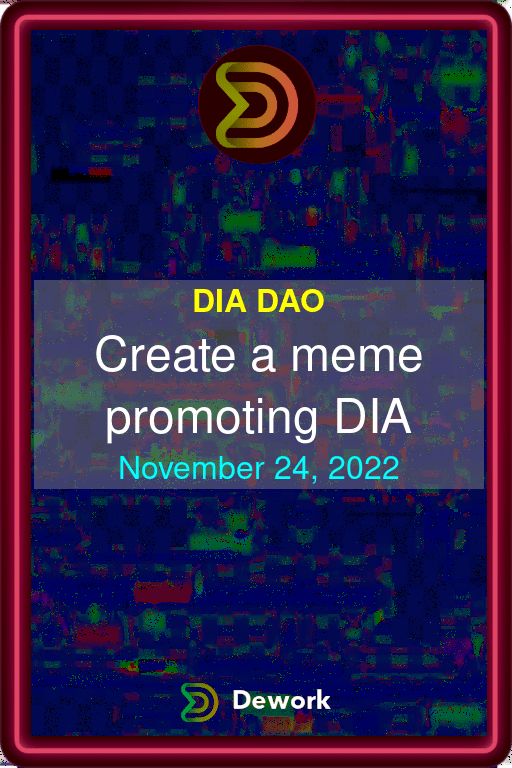 DIA DAO
Create a meme
promoting DIA
November 24, 2022
Dework